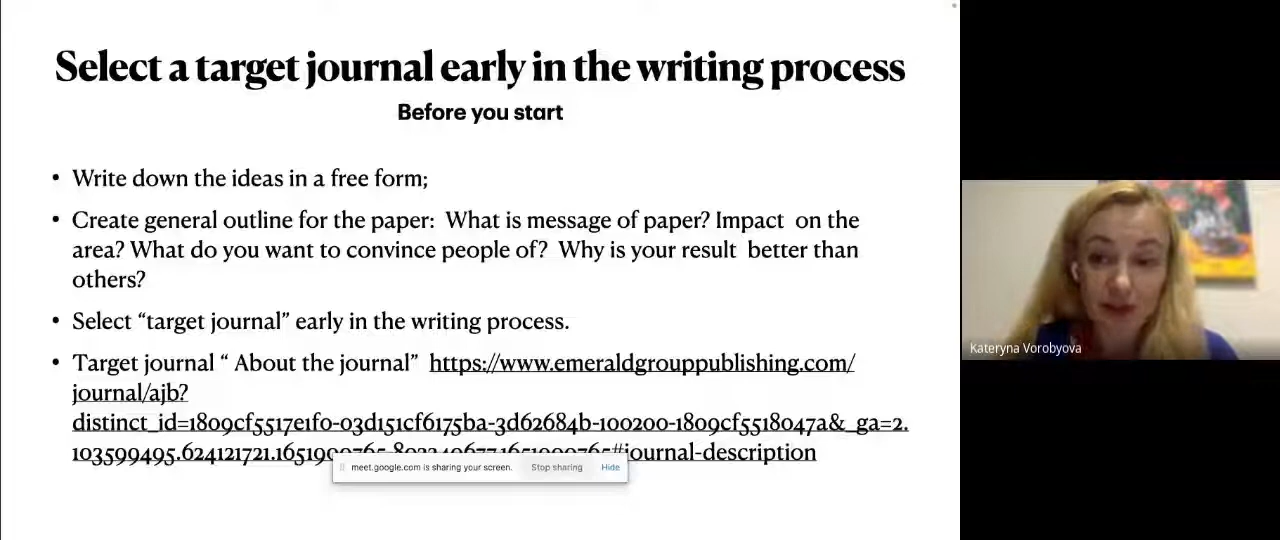 Select a target journal early in the writing process
Before you start
• Write down the ideas in a free form;
• Create general outline for the paper:  What is message of paper? Impact  on the
area? What do you want to convince people of?  Why is your result  better than
others?
• Select “target journal” early in the writing process.
• Target journal “ About the journal”  https://www.emeraldgrouppublishing.com/
journal/ajb?
distinct_id=1809cf5517e1f0-03d151cf6175ba-3d62684b-100200-1809cf5518047a&_ga=2.
103599495.624121721.1651900765-8033406771651900765#journal-description
meet.google.com is sharing your screen. Stop sharing Hide
Kateryna Vorobyova